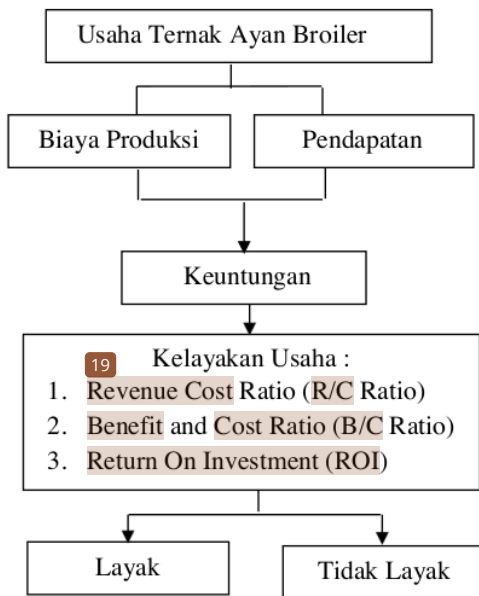 Usaha Ternak Ayan Broiler
Biaya Produksi
Pendapatan
Keuntungan
19
Kelayakan Usaha :
1. Revenue Cost Ratio (R/C Ratio)
2. Benefit and Cost Ratio (B/C Ratio)
3. Return On Investment (ROI)
Layak
Tidak Layak